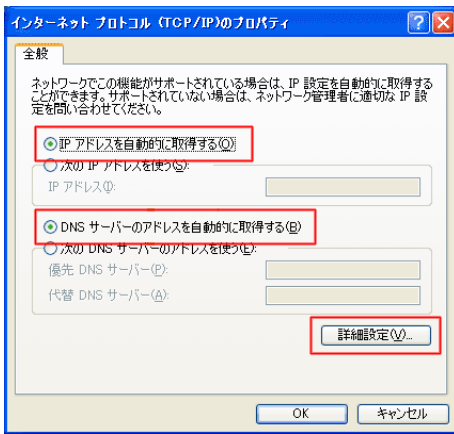 インターネット プロトコル (TCP/IP)のプロパティ
全般
ネットワークでこの機能がサポートされている場合は、IP 設定を自動的に取得する
ことができます。サポートされていない場合は、ネットワーク管理者に適切な IP 設
定を問い合わせてください。
IP アドレスを自動的に取得する(O)
次の IP アドレスを使う(S):
IP アドレス(I):
DNS サーバーのアドレスを自動的に取得する(B)
次の DNS サーバーのアドレスを使う(E):
優先 DNS サーバー(P):
代替 DNS サーバー(A):
詳細設定(V)...
OK キャンセル